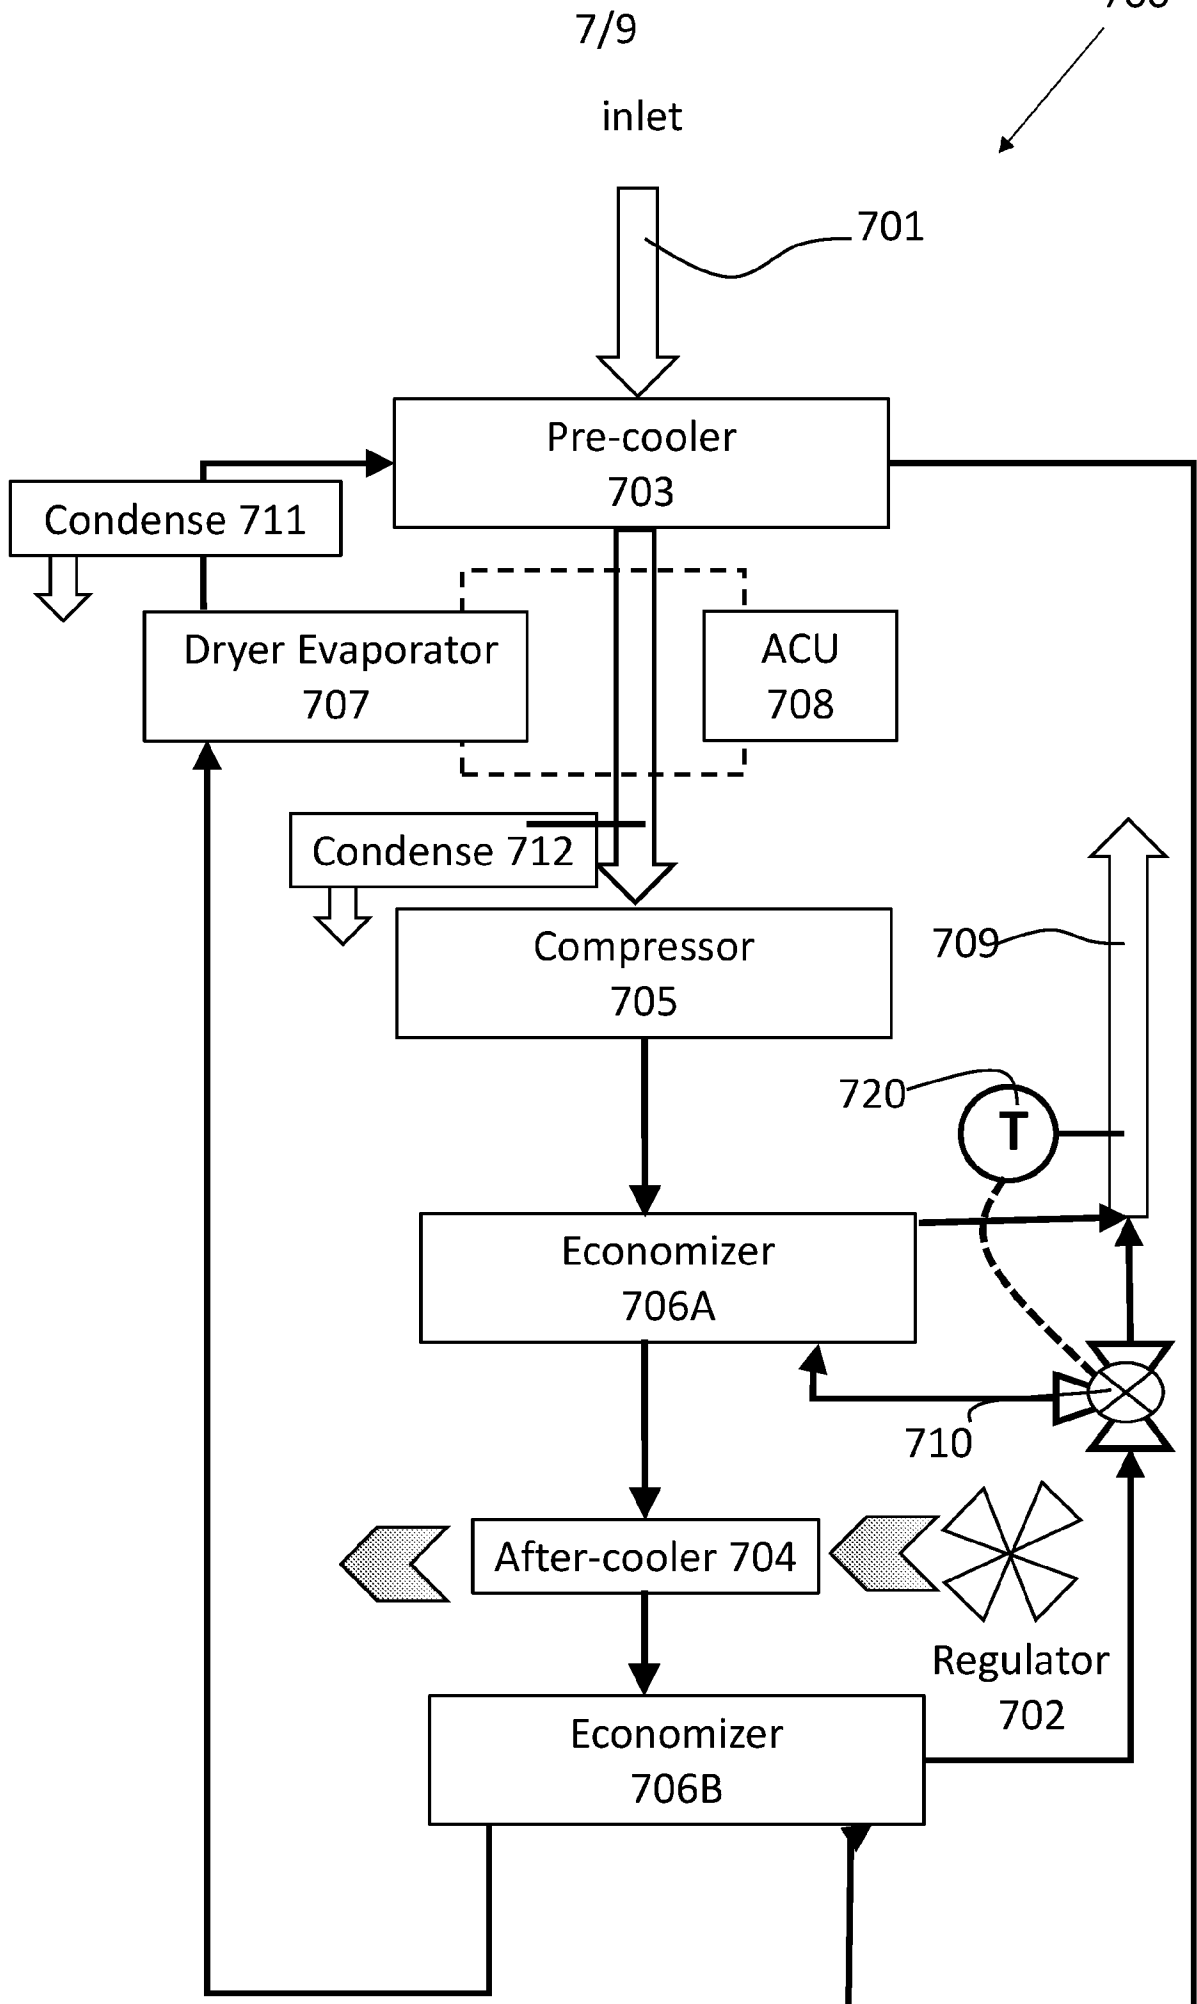 7/9
inlet
701
Pre-cooler
703
Condense 711
Dryer Evaporator
707
ACU
708
Condense 712
Compressor
705
709
720
T
Economizer
706A
710
After-cooler 704
Regulator
702
Economizer
706B